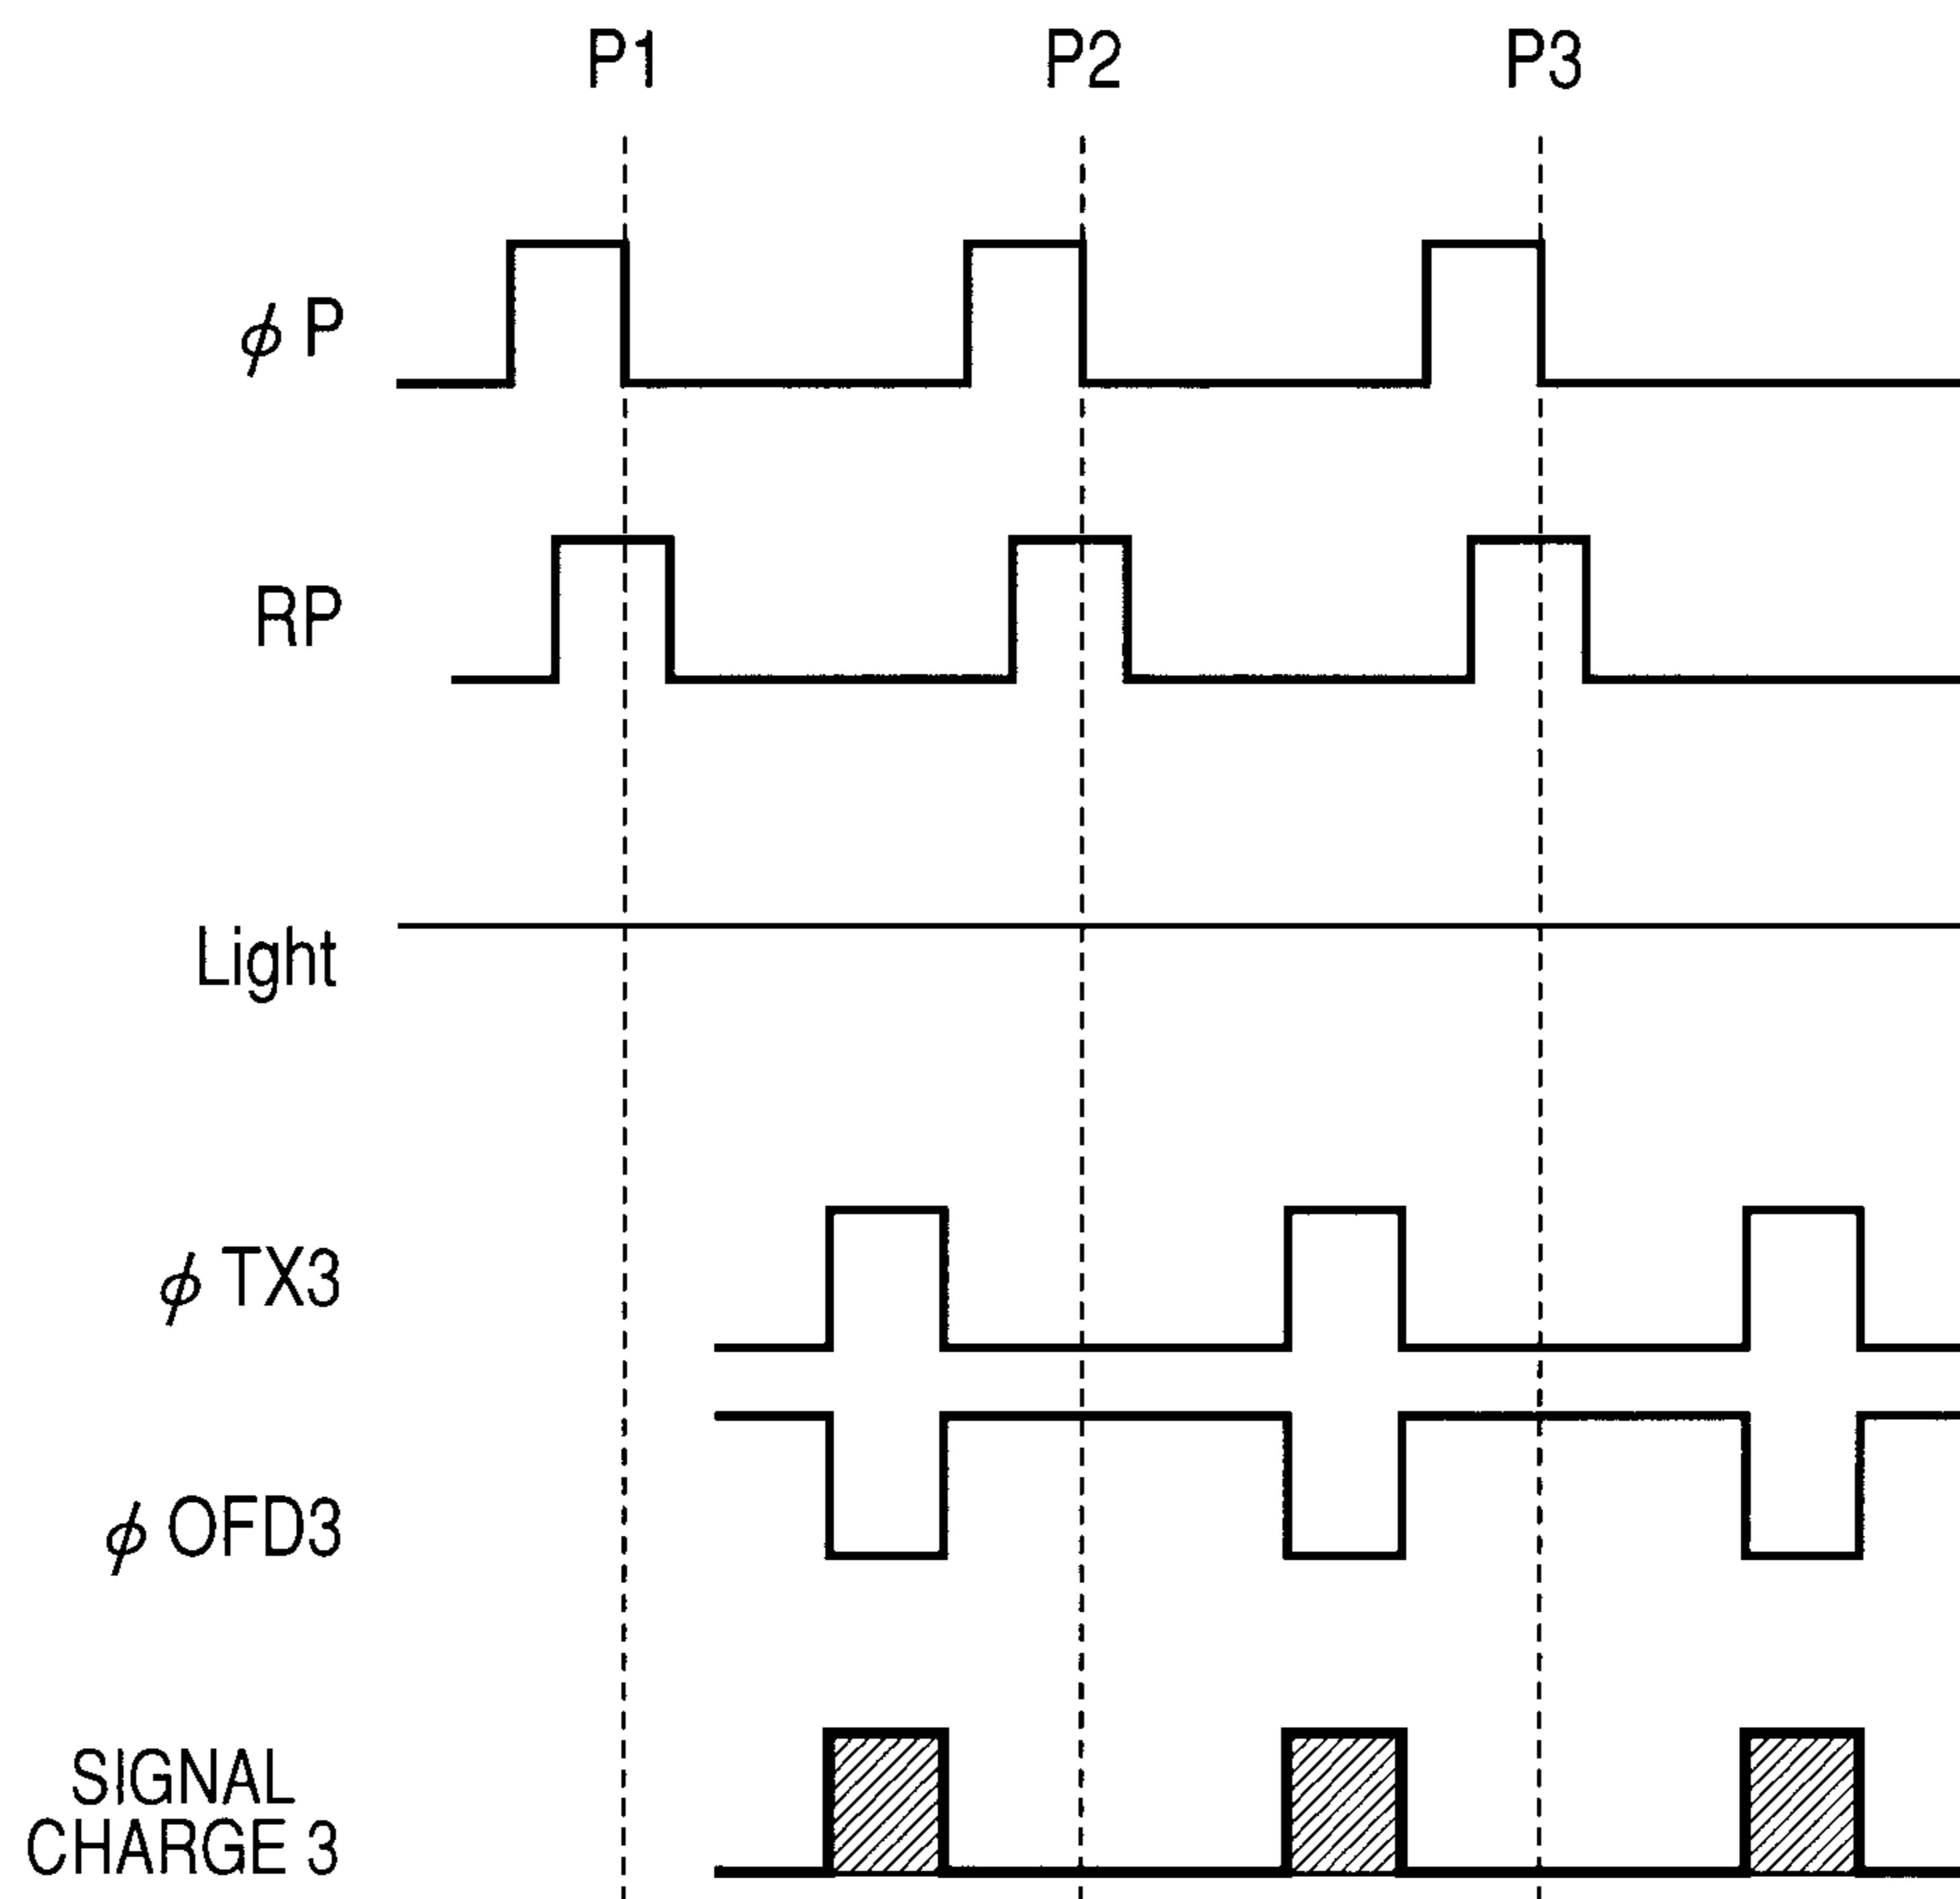 P1 P2 P3
ϕ P
RP
Light
ϕ TX3
ϕ OFD3
SIGNAL
CHARGE 3